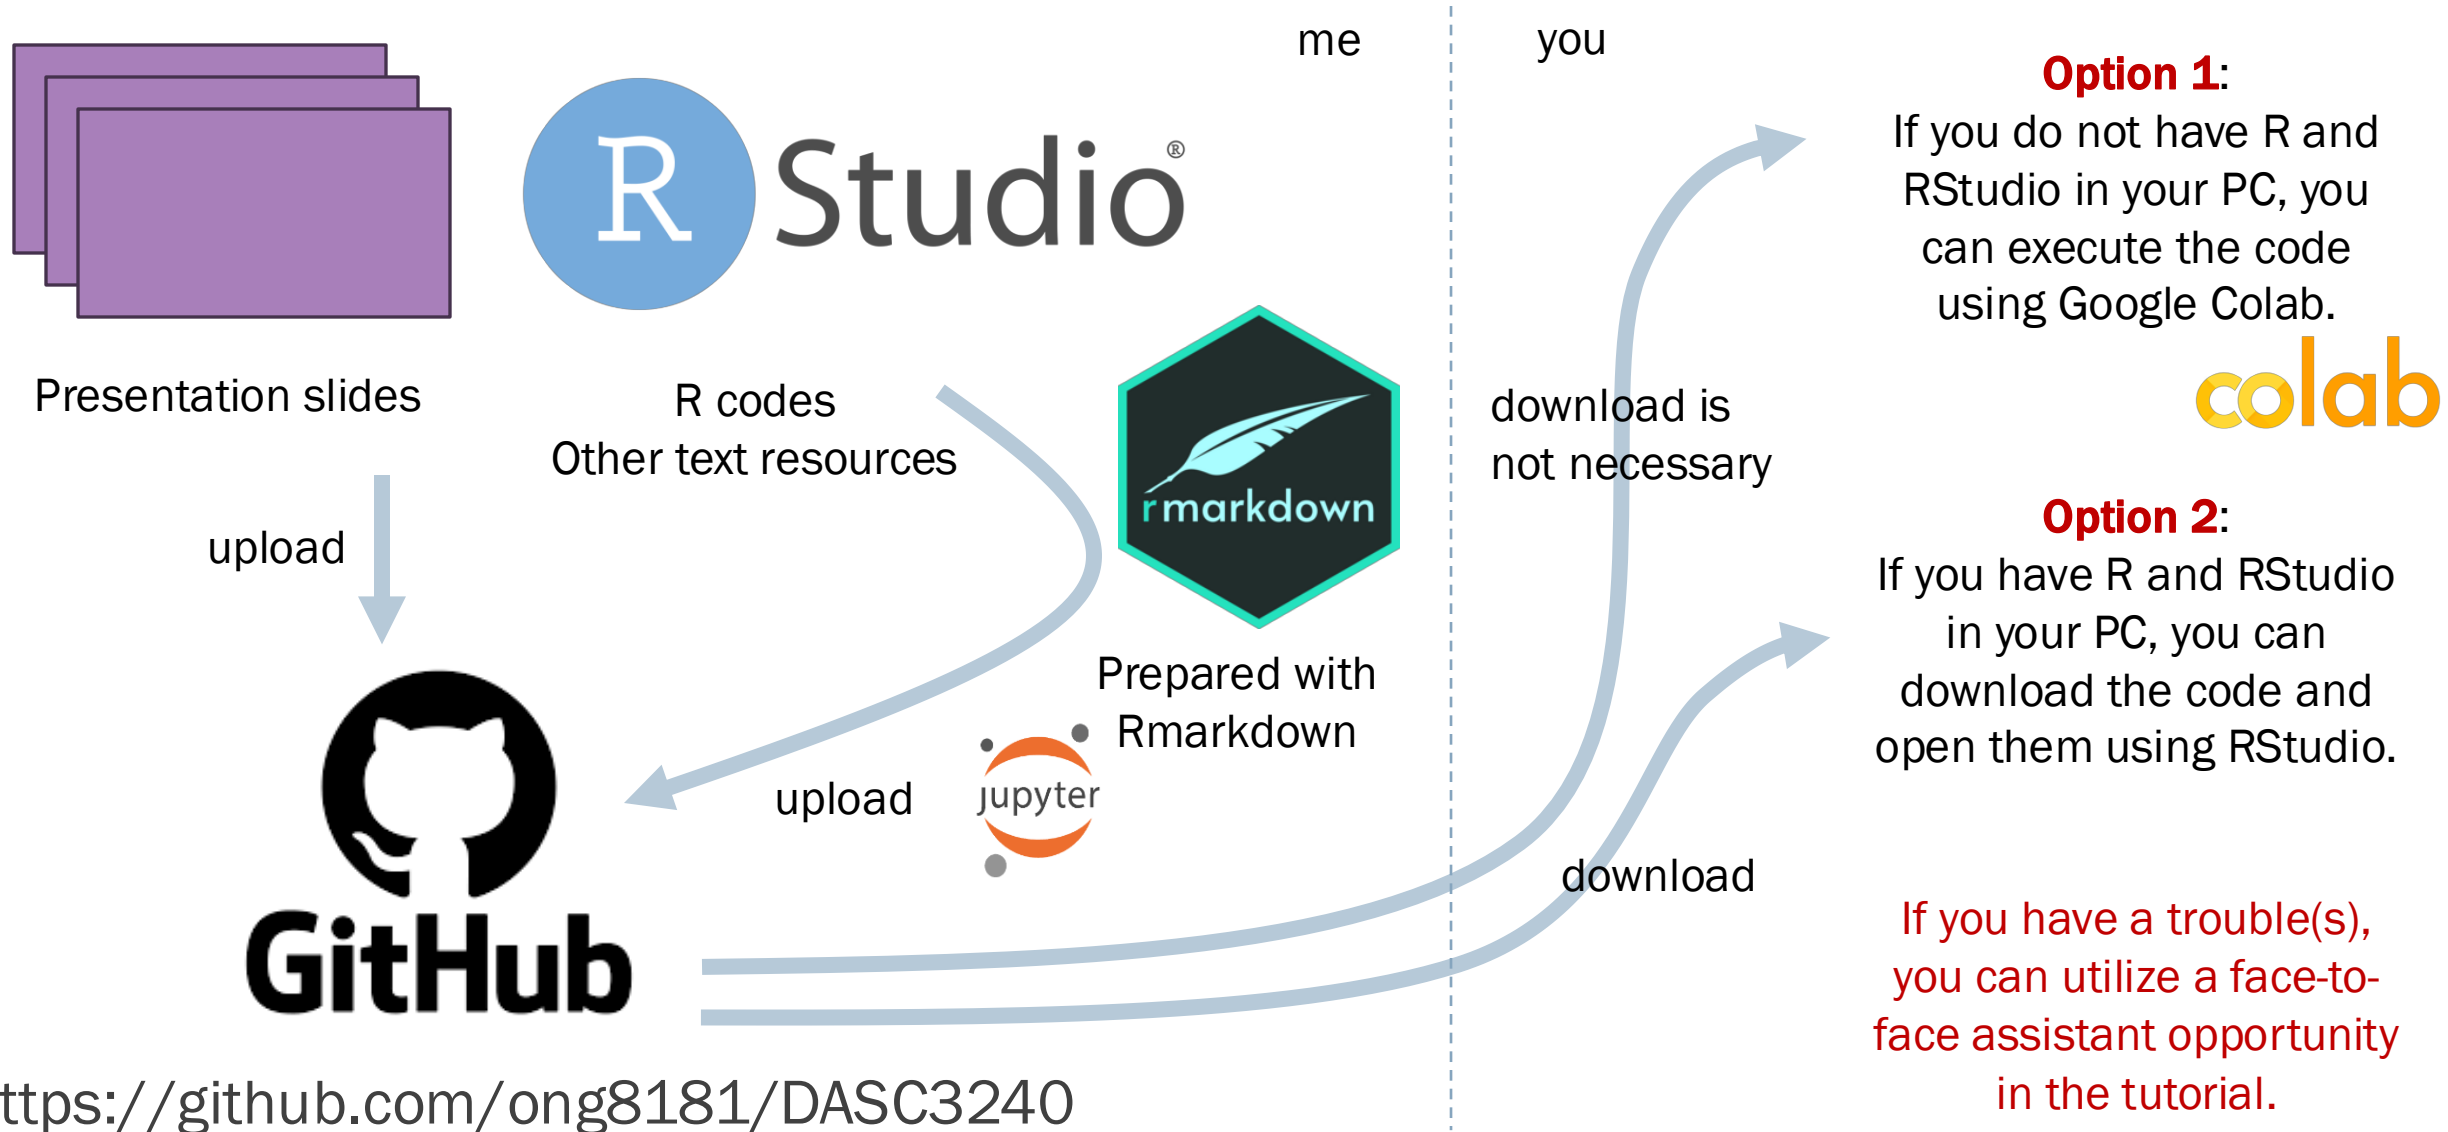 me
you
R Studio®
Presentation slides
R codes
Other text resources
rmarkdown
Prepared with
Rmarkdown
upload
upload
jupyter
GitHub
ttps://github.com/ong8181/DASC3240
download is
not necessary
download
Option 1:
If you do not have R and
RStudio in your PC, you
can execute the code
using Google Colab.
colab
Option 2:
If you have R and RStudio
in your PC, you can
download the code and
open them using RStudio.
If you have a trouble(s),
you can utilize a face-to-
face assistant opportunity
in the tutorial.